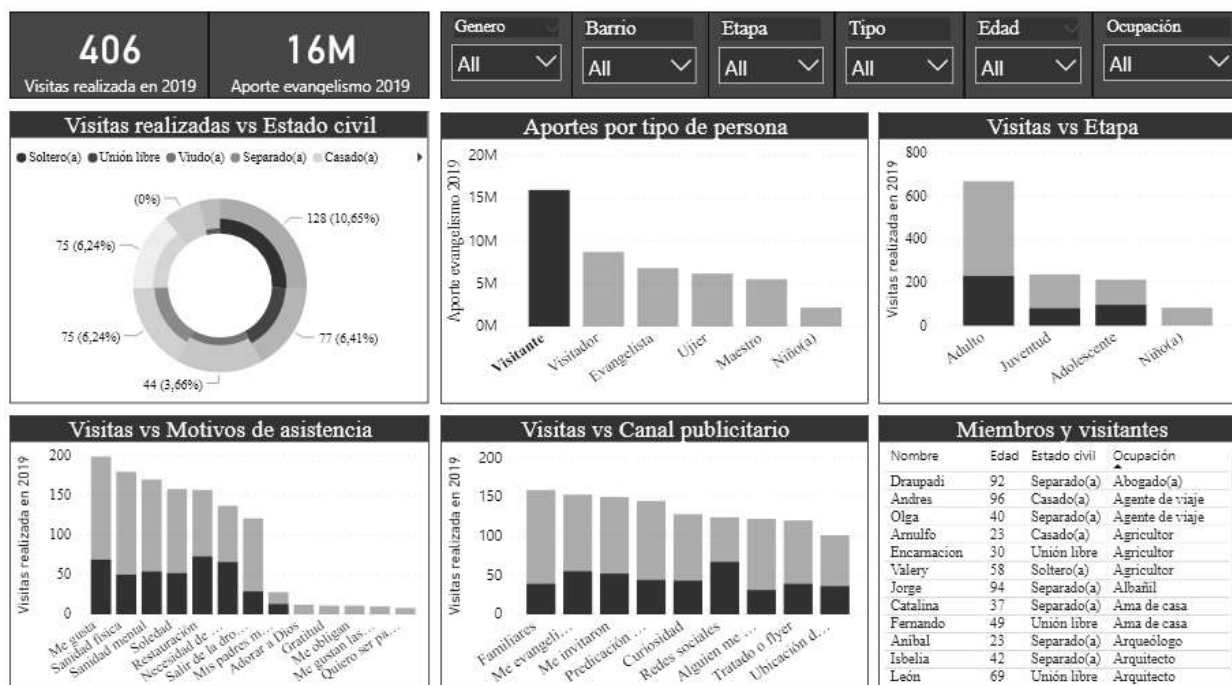 406
Visitas realizada en 2019
16M
Aporte evangelismo 2019
Genero
All
Barrio
All
Etapa
All
Tipo
All
Edad
All
Ocupación
All
Visitas realizadas vs Estado civil
Soltero(a) Unión libre Viudo(a) Separado(a) Casado(a)
(0%)
128 (10,65%)
75 (6,24%)
75 (6,24%)
77 (6,41%)
44 (3,66%)
Aportes por tipo de persona
Aporte evangelismo 2019
20M
15M
10M
5M
0M
Visitante
Visitador
Evangelista
Ujier
Maestro
Niño(a)
Visitas vs Etapa
Visitas realizada en 2019
800
600
400
200
0
Adulto
Juventud
Adolescente
Niño(a)
Visitas vs Motivos de asistencia
Visitas realizada en 2019
200
150
100
50
0
Me gusta
Sanidad física
Sanidad mental
Soledad
Restauración
Necesidad de...
Salir de la dro...
Mis padres m...
Adorar a Dios
Gratitud
Me obligan
Me gustan las...
Quiero ser pa...
Visitas vs Canal publicitario
Visitas realizada en 2019
200
150
100
50
0
Familiares
Me evangeli...
Me invitaron
Predicación ...
Curiosidad
Redes sociales
Alguien me ...
Tratado o flyer
Ubicación d...
Miembros y visitantes
Nombre Edad Estado civil Ocupación
Draupadi 92 Separado(a) Abogado(a)
Andres 96 Casado(a) Agente de viaje
Olga 40 Separado(a) Agente de viaje
Arnulfo 23 Casado(a) Agricultor
Encarnacion 30 Unión libre Agricultor
Valery 58 Soltero(a) Agricultor
Jorge 94 Separado(a) Albañil
Catalina 37 Separado(a) Ama de casa
Fernando 49 Unión libre Ama de casa
Anibal 23 Separado(a) Arqueólogo
Isbelia 42 Separado(a) Arquitecto
León 69 Unión libre Arquitecto